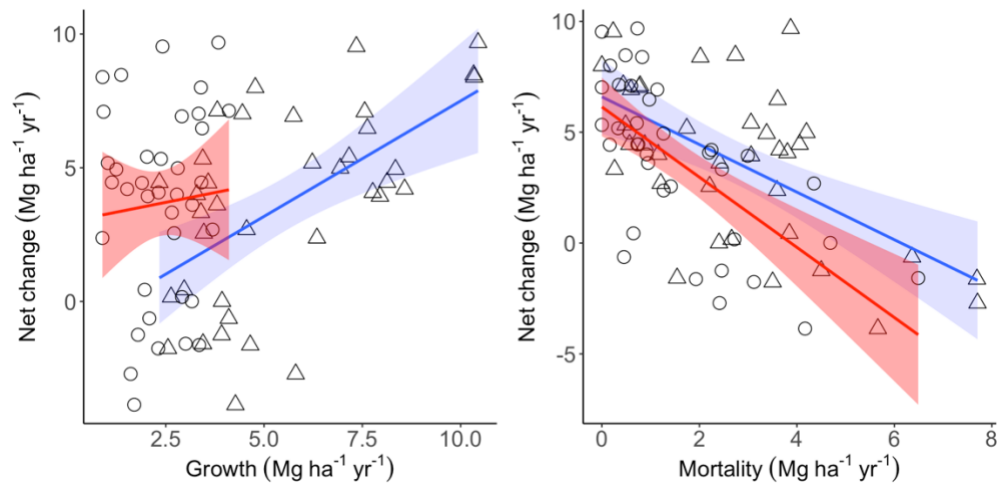 10
5
0
Net change (Mg ha⁻¹ yr⁻¹)
2.5 5.0 7.5 10.0
Growth (Mg ha⁻¹ yr⁻¹)
10
5
0
-5
Net change (Mg ha⁻¹ yr⁻¹)
0 2 4 6 8
Mortality (Mg ha⁻¹ yr⁻¹)